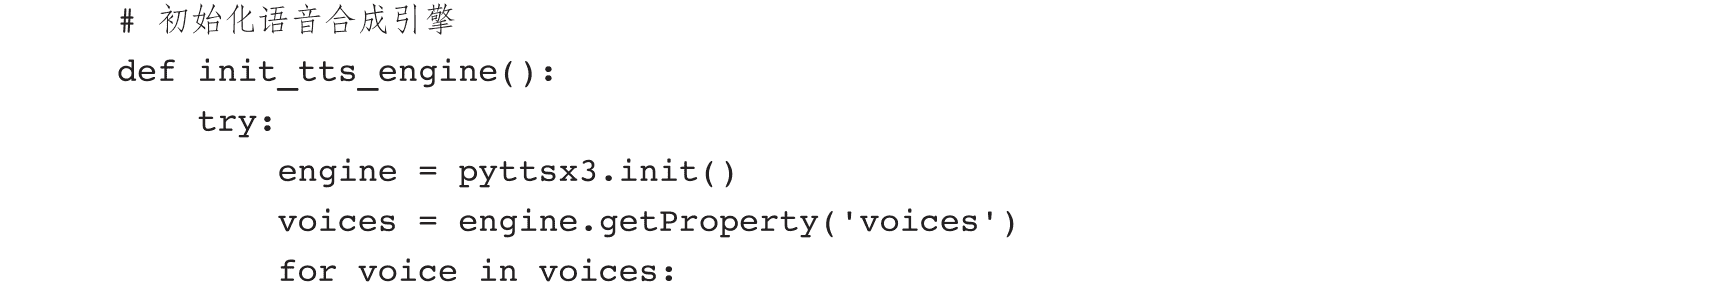 # 初始化语音合成引擎
def init_tts_engine():
    try:
        engine = pyttsx3.init()
        voices = engine.getProperty('voices')
        for voice in voices: